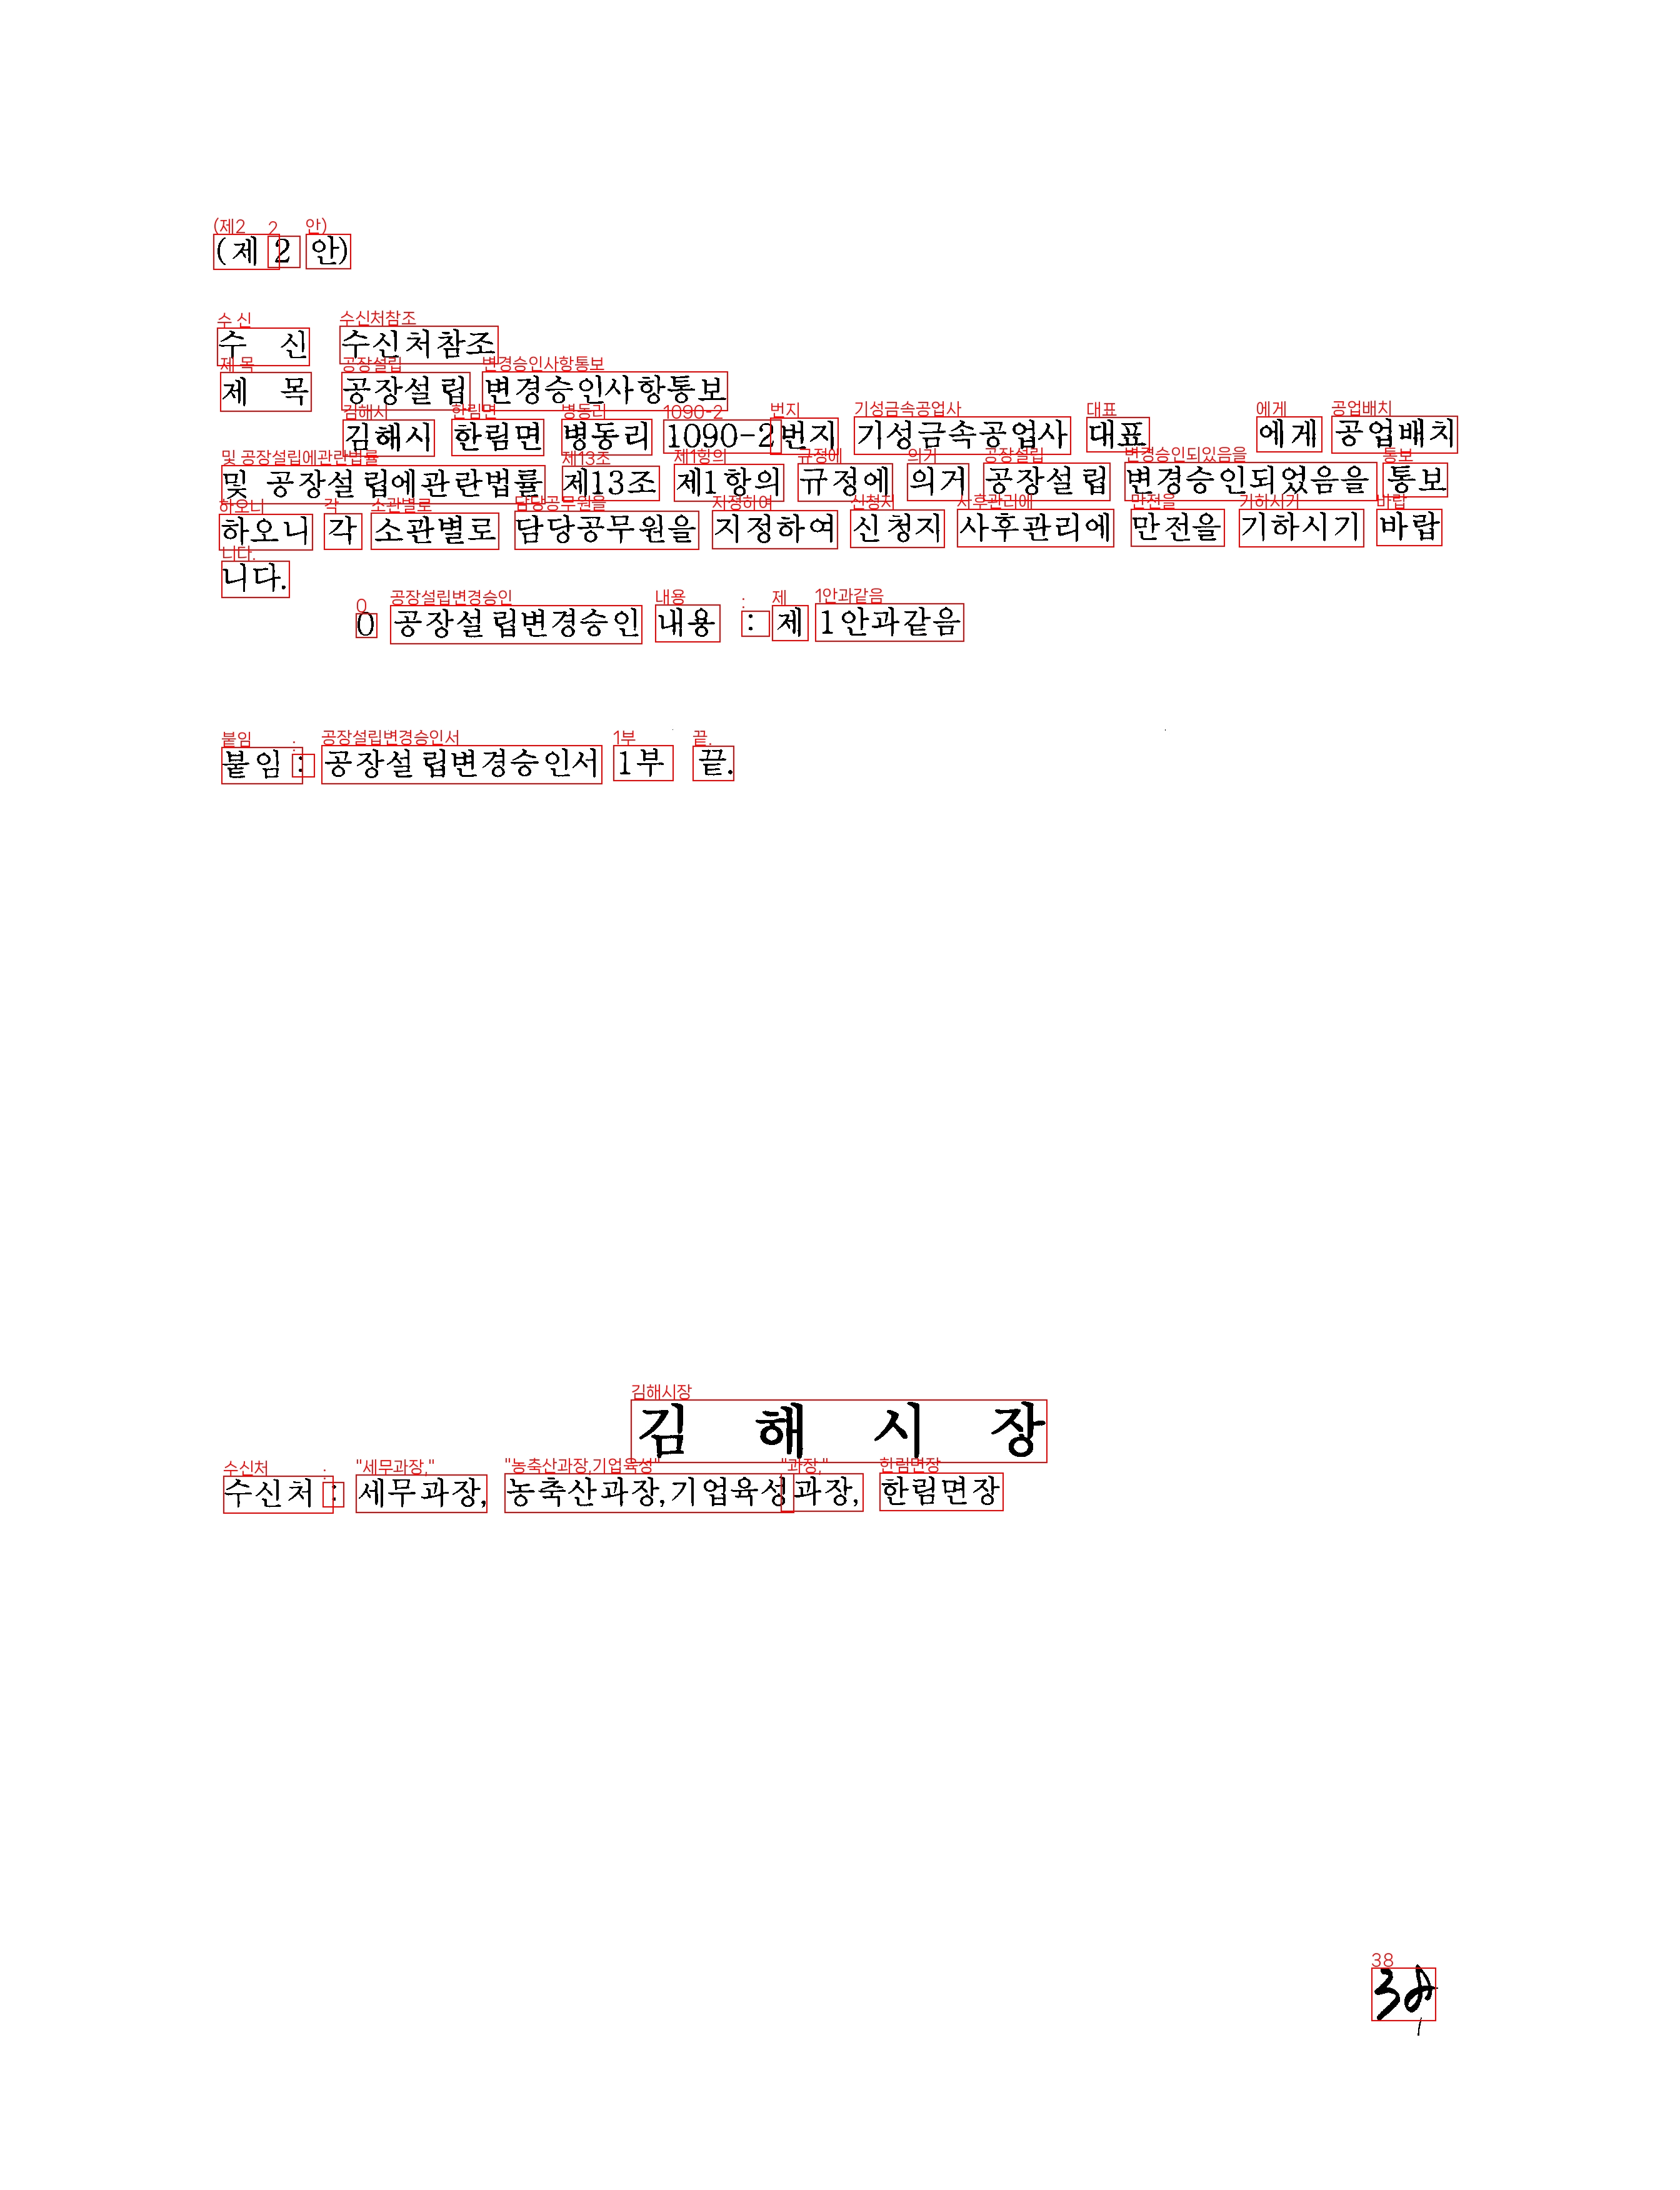 (제 2 안)
수 신 수신처참조
제 목 공장설립 변경승인사항통보
김해시 한림면 병동리 1090-2번지 기성금속공업사 대표 에게 공업배치
및 공장설립에관란법률 제13조 제1항의 규정에 의거 공장설립 변경승인되었음을 통보
하오니 각 소관별로 담당공무원을 지정하여 신청지 사후관리에 만전을 기하시기 바랍
니다.
0 공장설립변경승인 내용 : 제 1안과같음
붙임 : 공장설립변경승인서 1부 끝.
김 해 시 장
수신처 : 세무과장, 농축산과장,기업육성과장, 한림면장
38